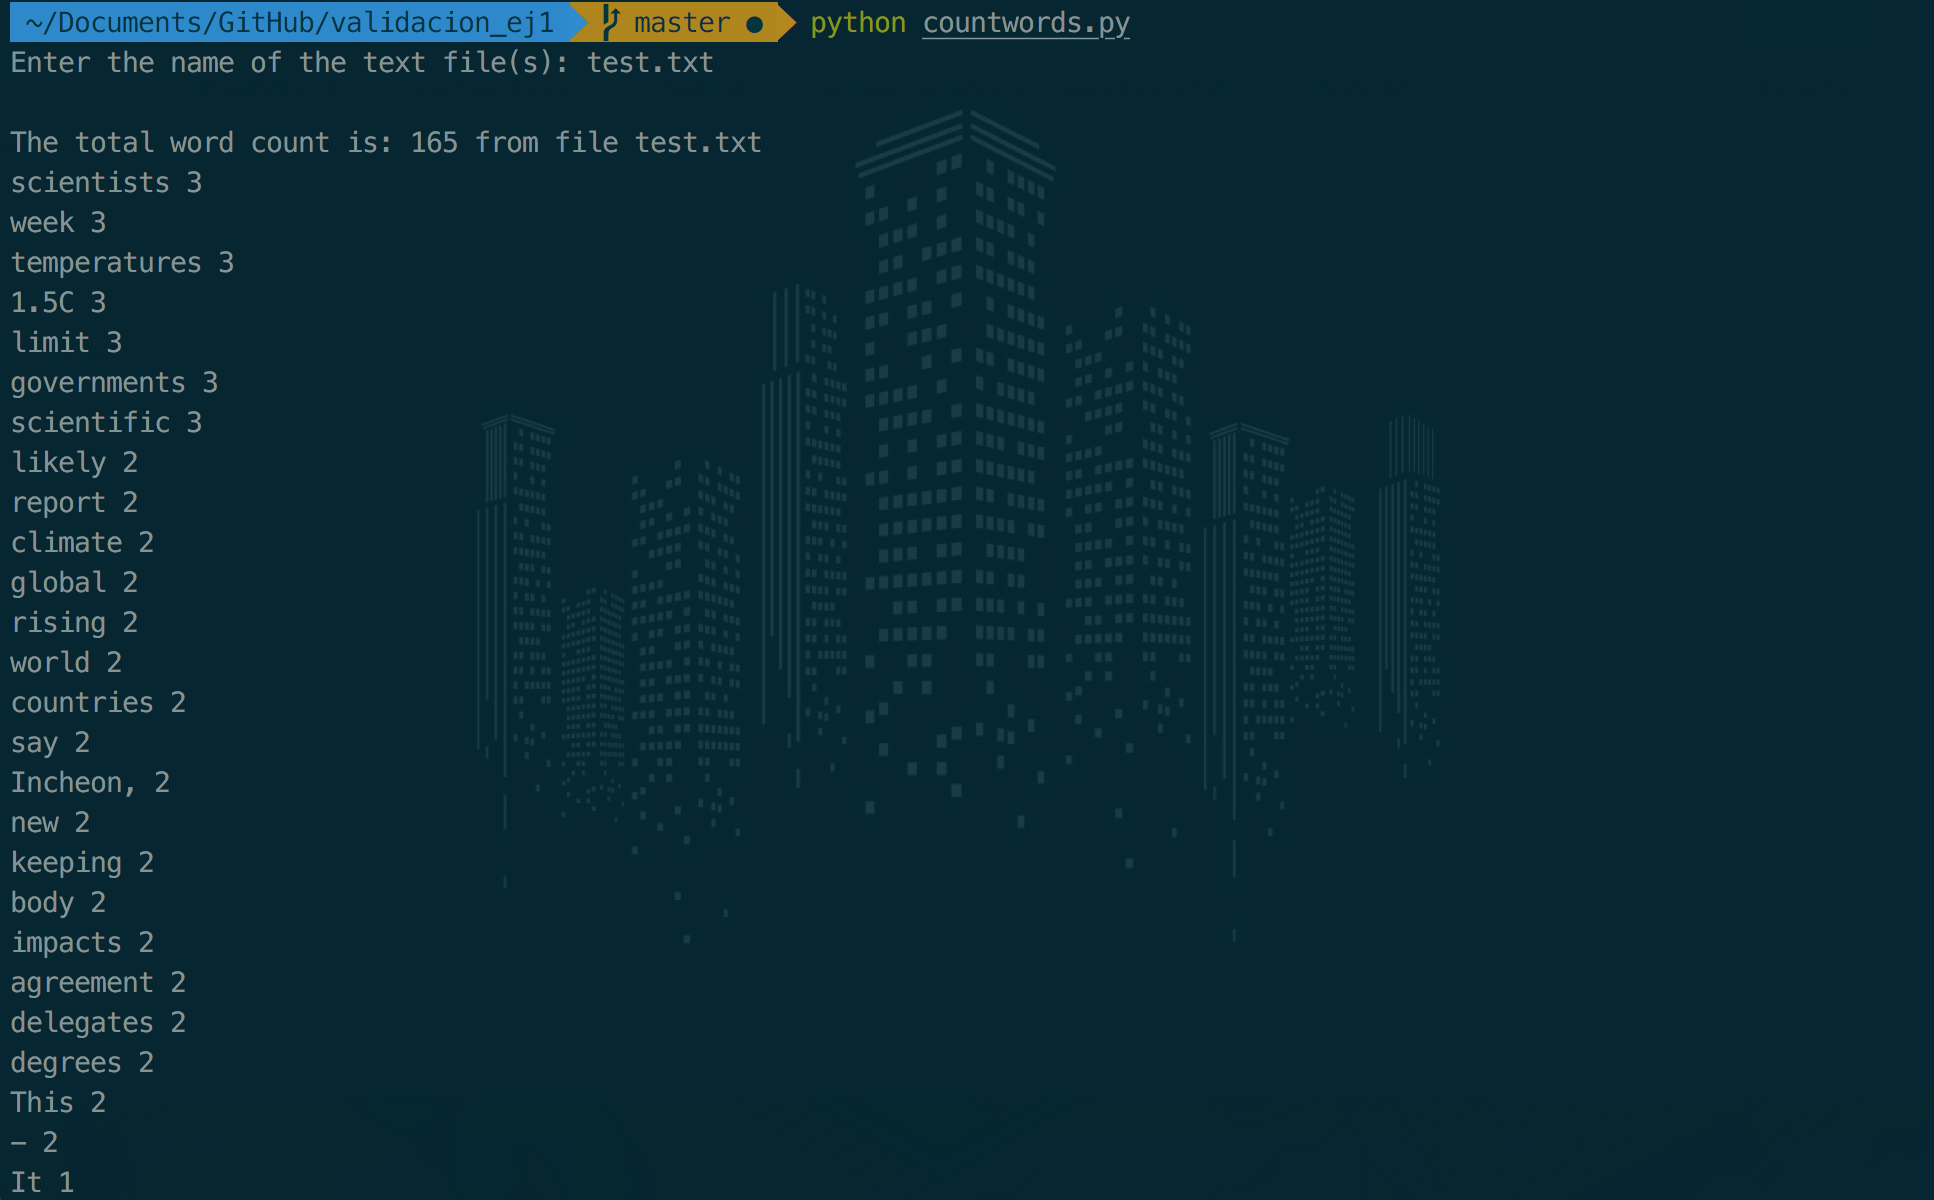 ~/Documents/GitHub/validacion_ej1 master ● python countwords.py
Enter the name of the text file(s): test.txt
The total word count is: 165 from file test.txt
scientists 3
week 3
temperatures 3
1.5C 3
limit 3
governments 3
scientific 3
likely 2
report 2
climate 2
global 2
rising 2
world 2
countries 2
say 2
Incheon, 2
new 2
keeping 2
body 2
impacts 2
agreement 2
delegates 2
degrees 2
This 2
– 2
It 1